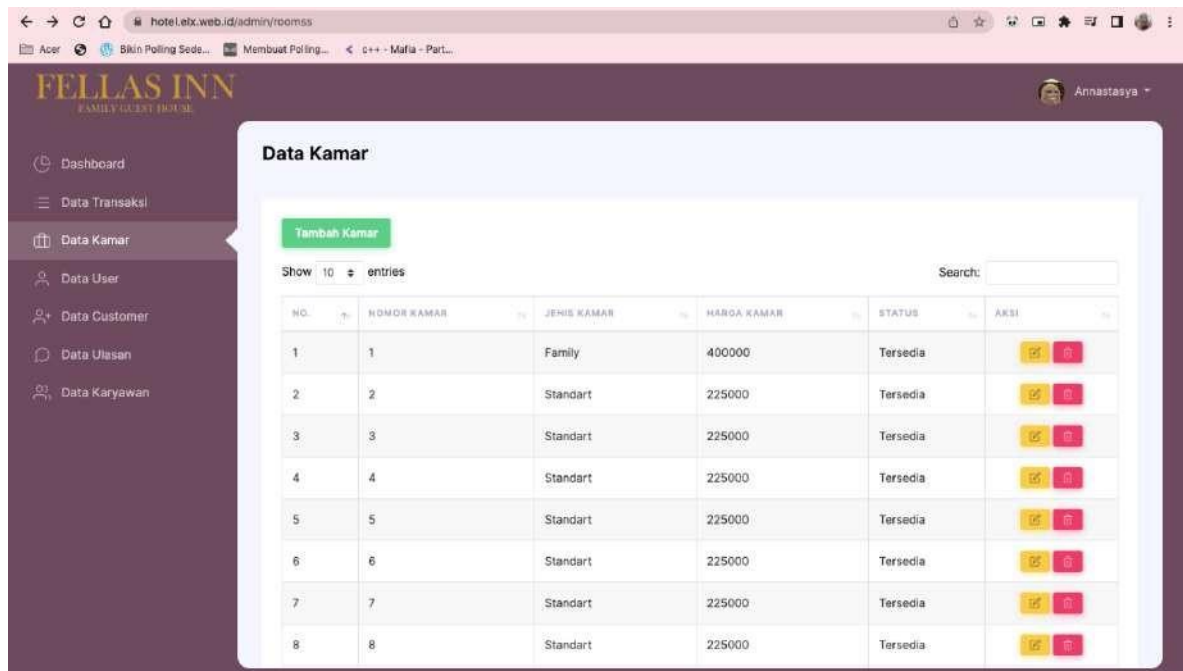 hotel.elx.web.id/admin/roomss
Acer Bikin Polling Sede... Membuat Polling... c++ - Mafia - Part...
FELLAS INN
FAMILY GUEST HOUSE
Annastasya
Data Kamar
Dashboard
Data Transaksi
Data Kamar
Data User
Data Customer
Data Ulasan
Data Karyawan
Tambah Kamar
Show 10 entries Search:
NO. NOMOR KAMAR JENIS KAMAR HARGA KAMAR STATUS AKSI
1 1 Family 400000 Tersedia
2 2 Standart 225000 Tersedia
3 3 Standart 225000 Tersedia
4 4 Standart 225000 Tersedia
5 5 Standart 225000 Tersedia
6 6 Standart 225000 Tersedia
7 7 Standart 225000 Tersedia
8 8 Standart 225000 Tersedia